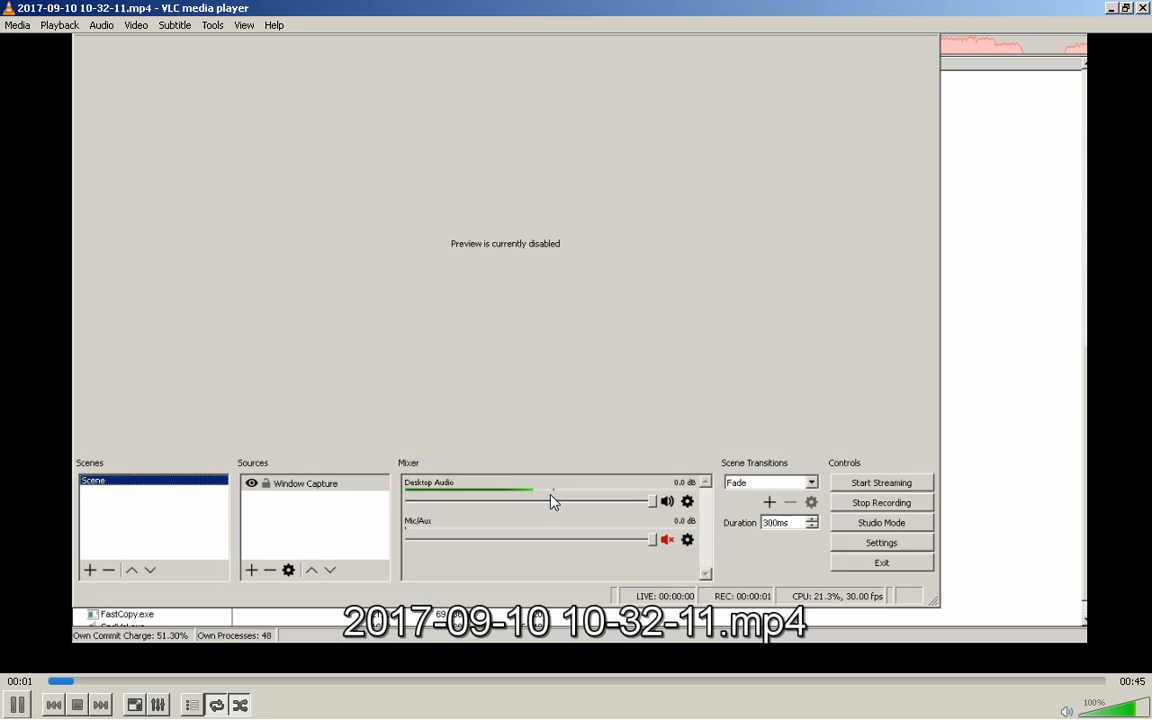 2017-09-10 10-32-11.mp4 - VLC media player
Media Playback Audio Video Subtitle Tools View Help
Preview is currently disabled
Scenes Sources Mixer Scene Transitions Controls
Scene
Window Capture
Desktop Audio 0.0 dB
Mic/Aux 0.0 dB
Fade
Duration 300ms
Start Streaming
Stop Recording
Studio Mode
Settings
Exit
LIVE: 00:00:00 REC: 00:00:01 CPU: 21.3%, 30.00 fps
FastCopy.exe
2017-09-10 10-32-11.mp4
Own Commit Charge: 51.30% Own Processes: 48
00:01 00:45
100%